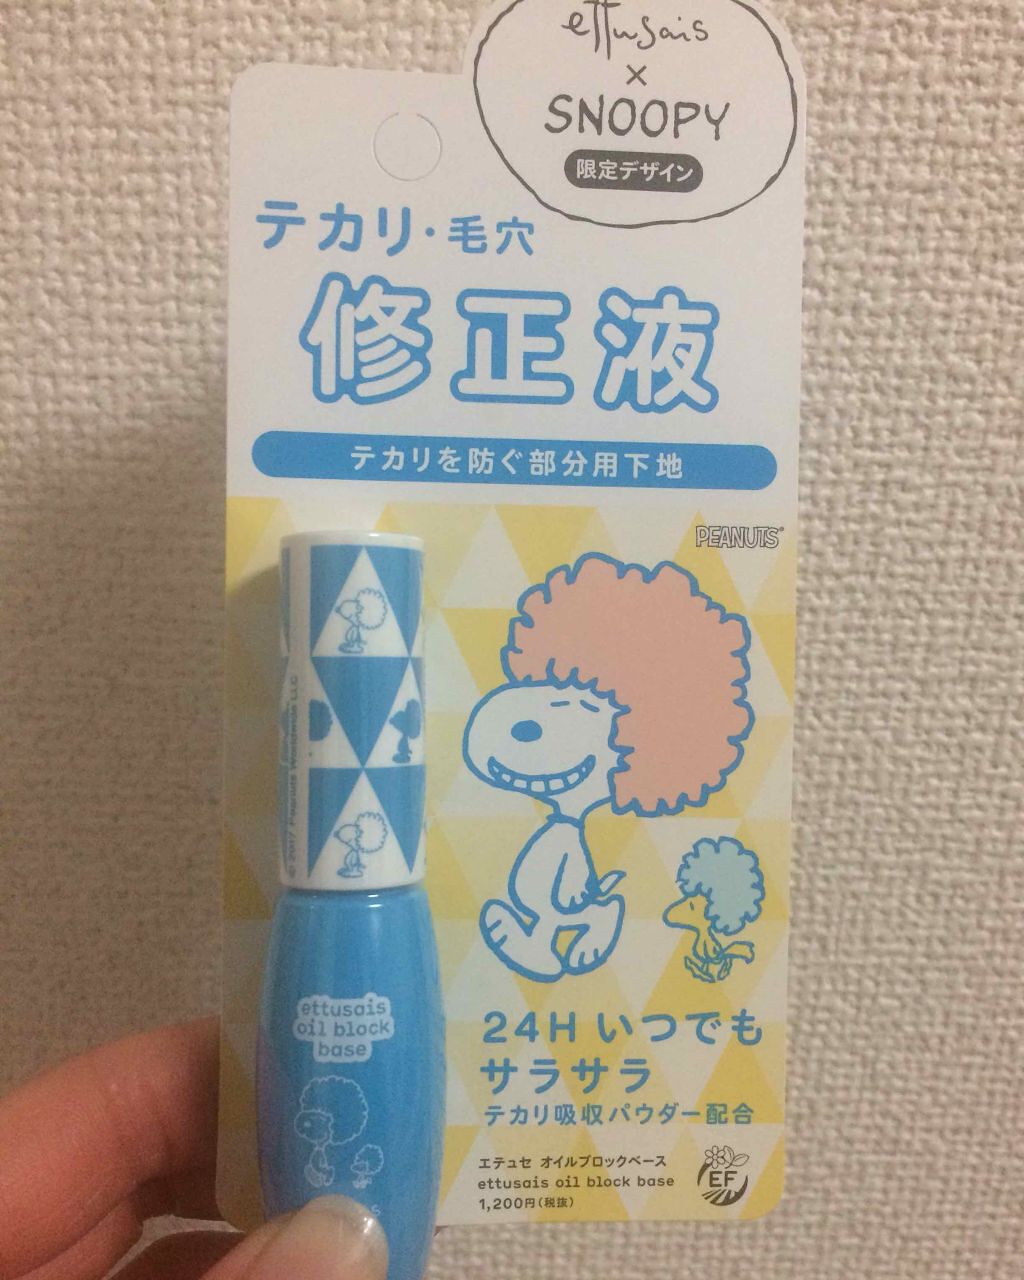 ettusais
×
SNOOPY
限定デザイン
テカリ・毛穴
修正液
テカリを防ぐ部分用下地
PEANUTS
© 2017 Peanuts Worldwide LLC
ettusais
oil block
base
24H いつでも
サラサラ
テカリ吸収パウダー配合
エテュセ オイルブロックベース
ettusais oil block base
1,200円(税抜)
EF